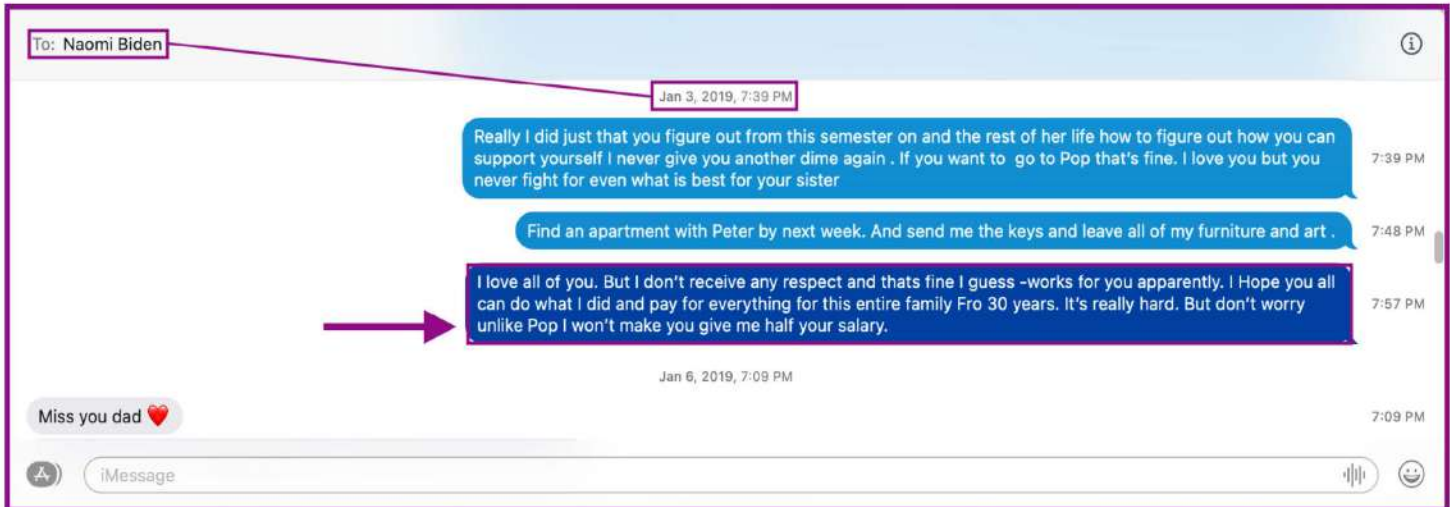 To: Naomi Biden
Jan 3, 2019, 7:39 PM
Really I did just that you figure out from this semester on and the rest of her life how to figure out how you can
support yourself I never give you another dime again . If you want to  go to Pop that's fine. I love you but you
never fight for even what is best for your sister
7:39 PM
Find an apartment with Peter by next week. And send me the keys and leave all of my furniture and art .
7:48 PM
I love all of you. But I don't receive any respect and thats fine I guess -works for you apparently. I Hope you all
can do what I did and pay for everything for this entire family Fro 30 years. It's really hard. But don't worry
unlike Pop I won't make you give me half your salary.
7:57 PM
Jan 6, 2019, 7:09 PM
Miss you dad ❤️
7:09 PM
iMessage